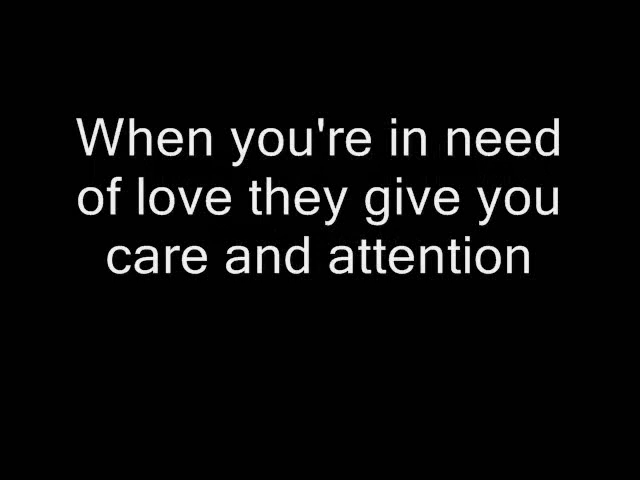 When you're in need
of love they give you
care and attention